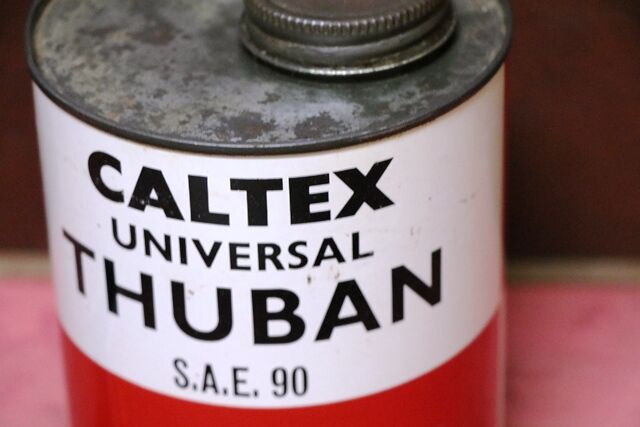 CALTEX
UNIVERSAL
THUBAN
S.A.E. 90